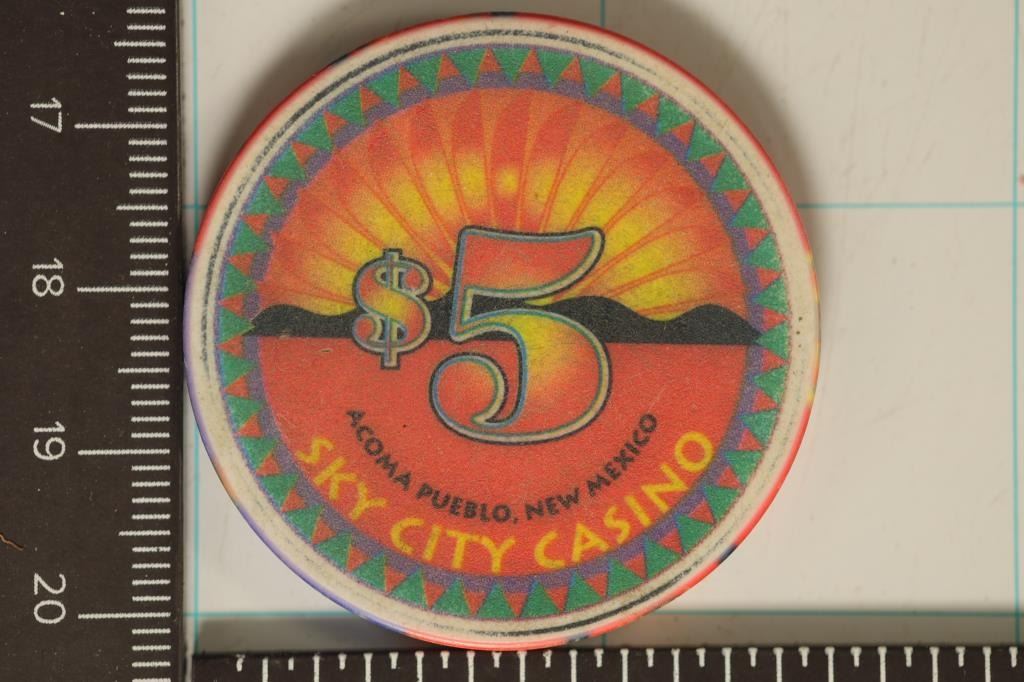 17
18
19
20
$5
ACOMA PUEBLO, NEW MEXICO
SKY CITY CASINO